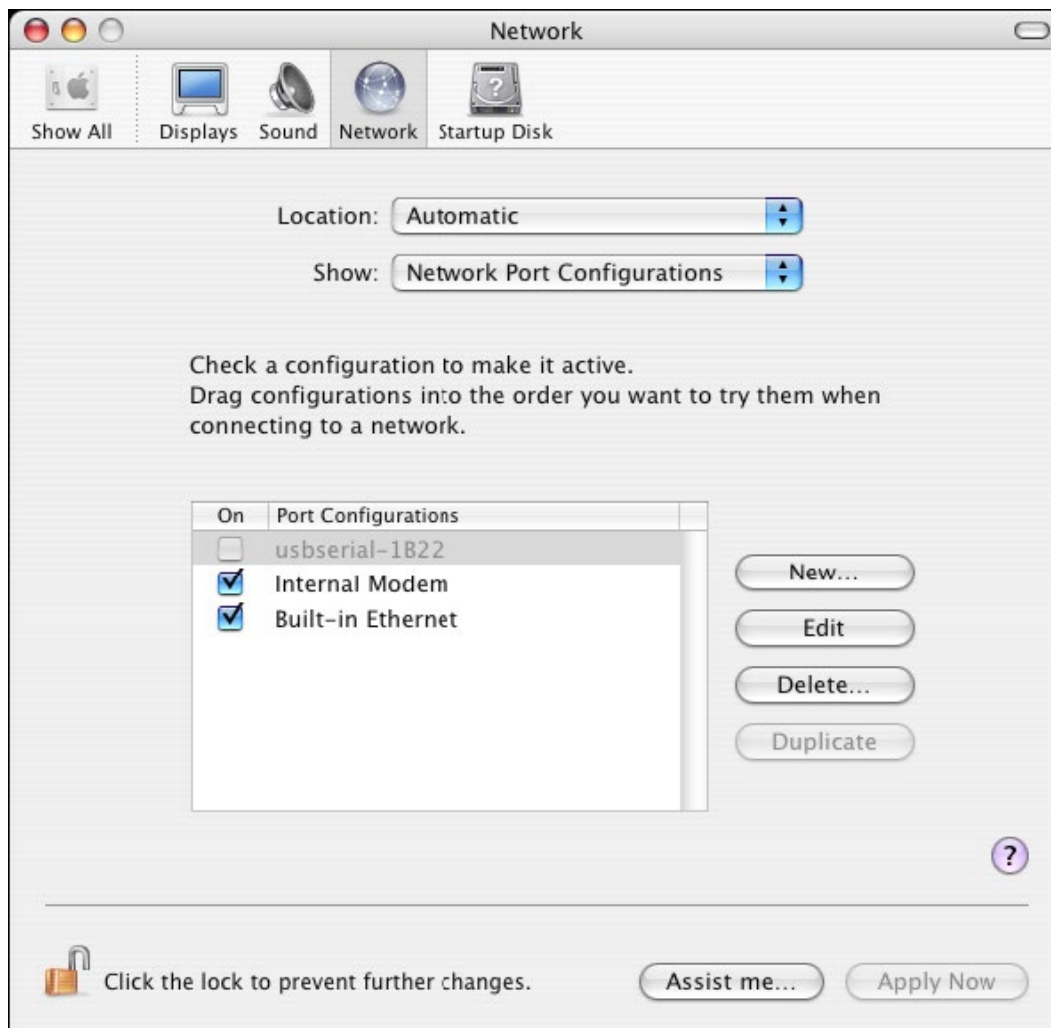 Network
Show All
Displays
Sound
Network
Startup Disk
Location: Automatic
Show: Network Port Configurations
Check a configuration to make it active.
Drag configurations into the order you want to try them when
connecting to a network.
On Port Configurations
usbserial-1B22
Internal Modem
Built-in Ethernet
New...
Edit
Delete...
Duplicate
?
Click the lock to prevent further changes.
Assist me...
Apply Now